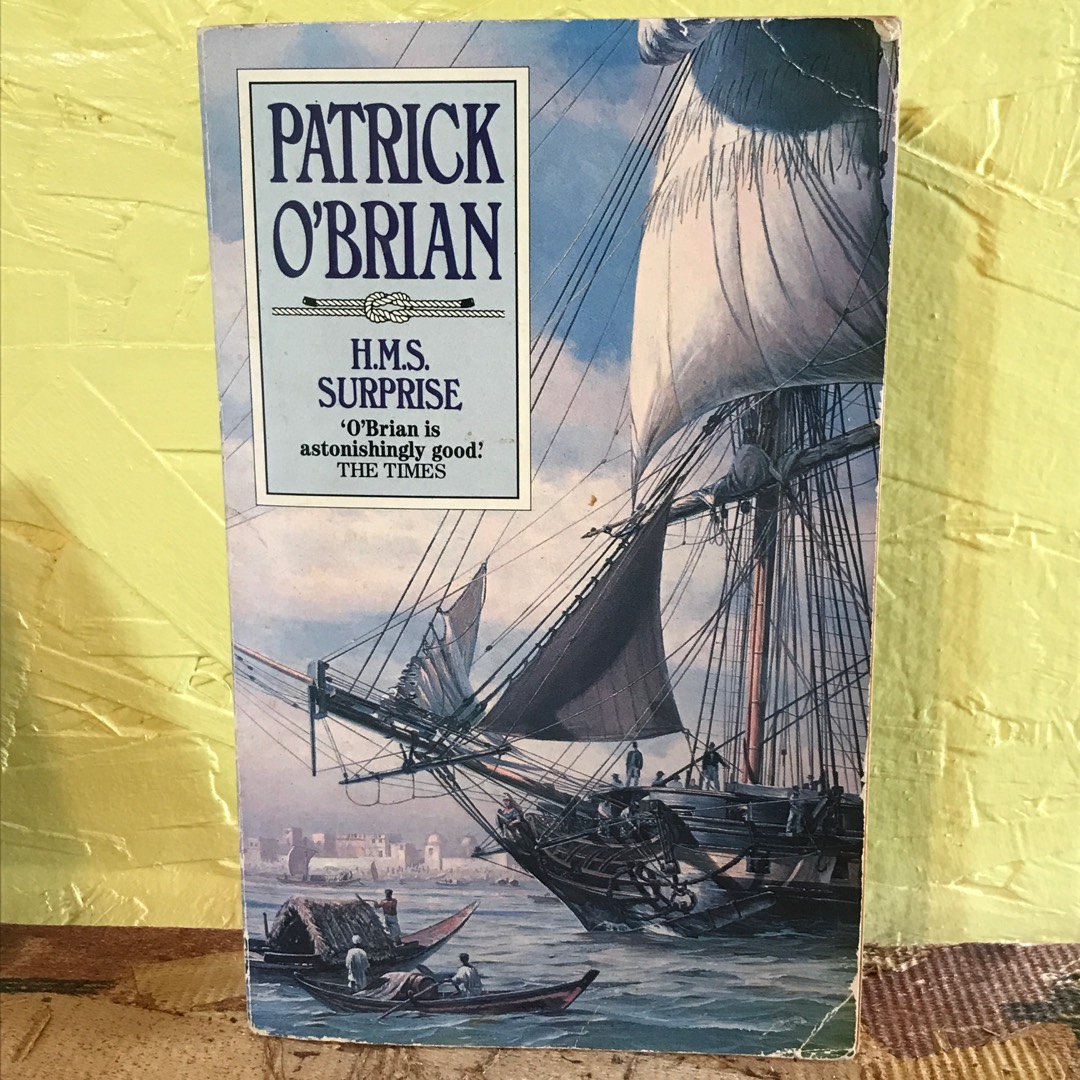 PATRICK
O'BRIAN
H.M.S.
SURPRISE
‘O'Brian is
astonishingly good.’
THE TIMES